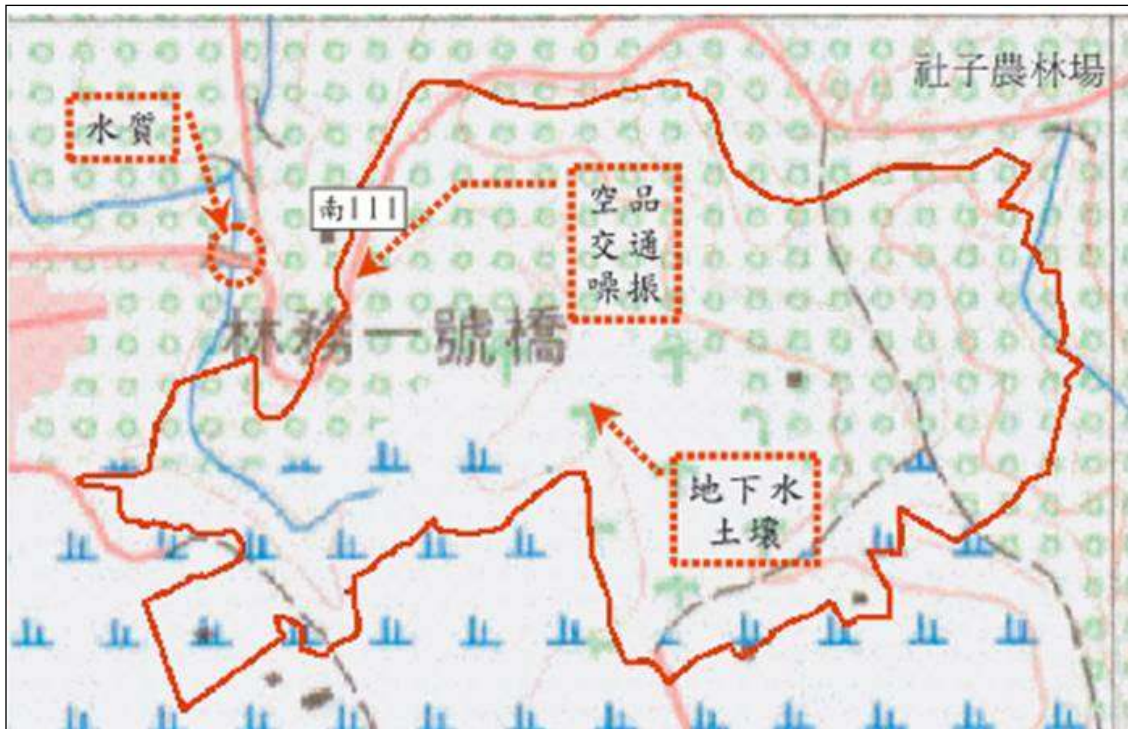 社子農林場
水質
南111
空品
交通
噪振
林務一號橋
地下水
土壤